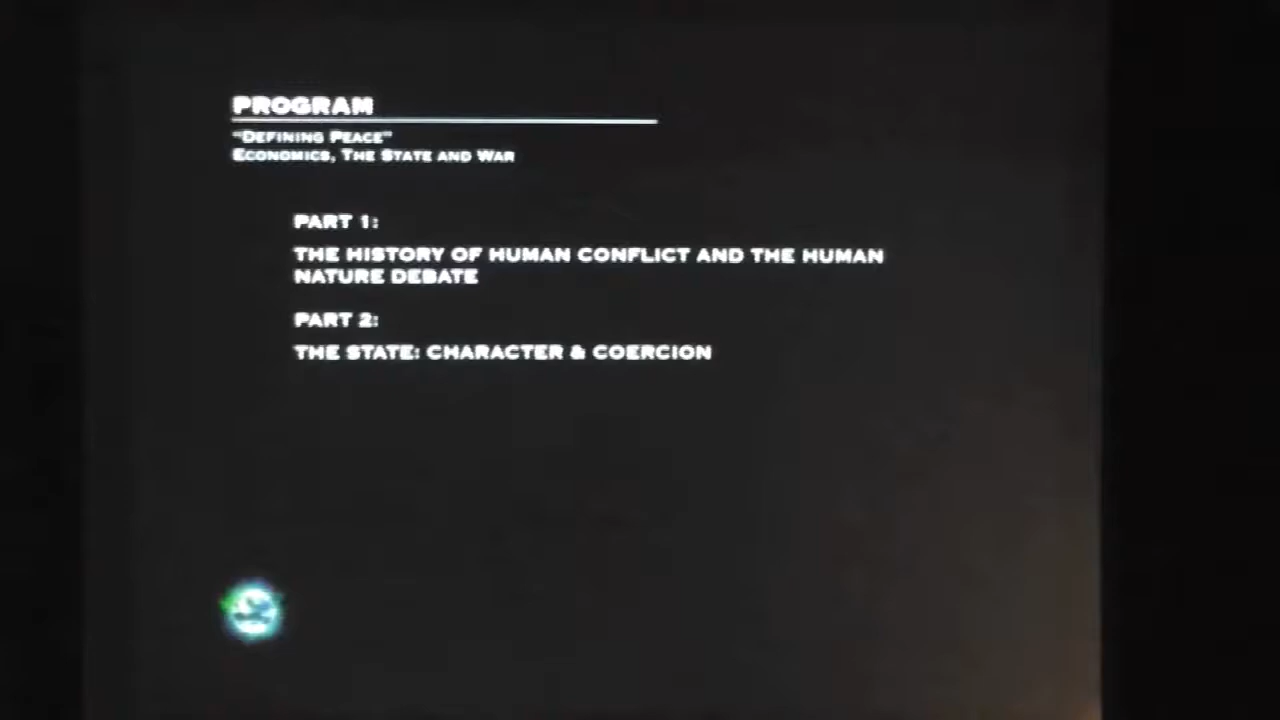 PROGRAM
"DEFINING PEACE"
ECONOMICS, THE STATE AND WAR
PART 1:
THE HISTORY OF HUMAN CONFLICT AND THE HUMAN
NATURE DEBATE
PART 2:
THE STATE: CHARACTER & COERCION